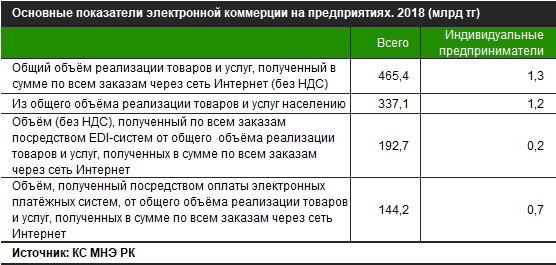 Основные показатели электронной коммерции на предприятиях. 2018 (млрд тг)
Всего
Индивидуальные
предприниматели
Общий объём реализации товаров и услуг, полученный в
сумме по всем заказам через сеть Интернет (без НДС)
465,4
1,3
Из общего объёма реализации товаров и услуг населению
337,1
1,2
Объём (без НДС), полученный по всем заказам
посредством EDI-систем от общего объёма реализации
товаров и услуг, полученных в сумме по всем заказам
через сеть Интернет
192,7
0,2
Объём, полученный посредством оплаты электронных
платёжных систем, от общего объёма реализации товаров
и услуг, полученных в сумме по всем заказам через сеть
Интернет
144,2
0,7
Источник: КС МНЭ РК